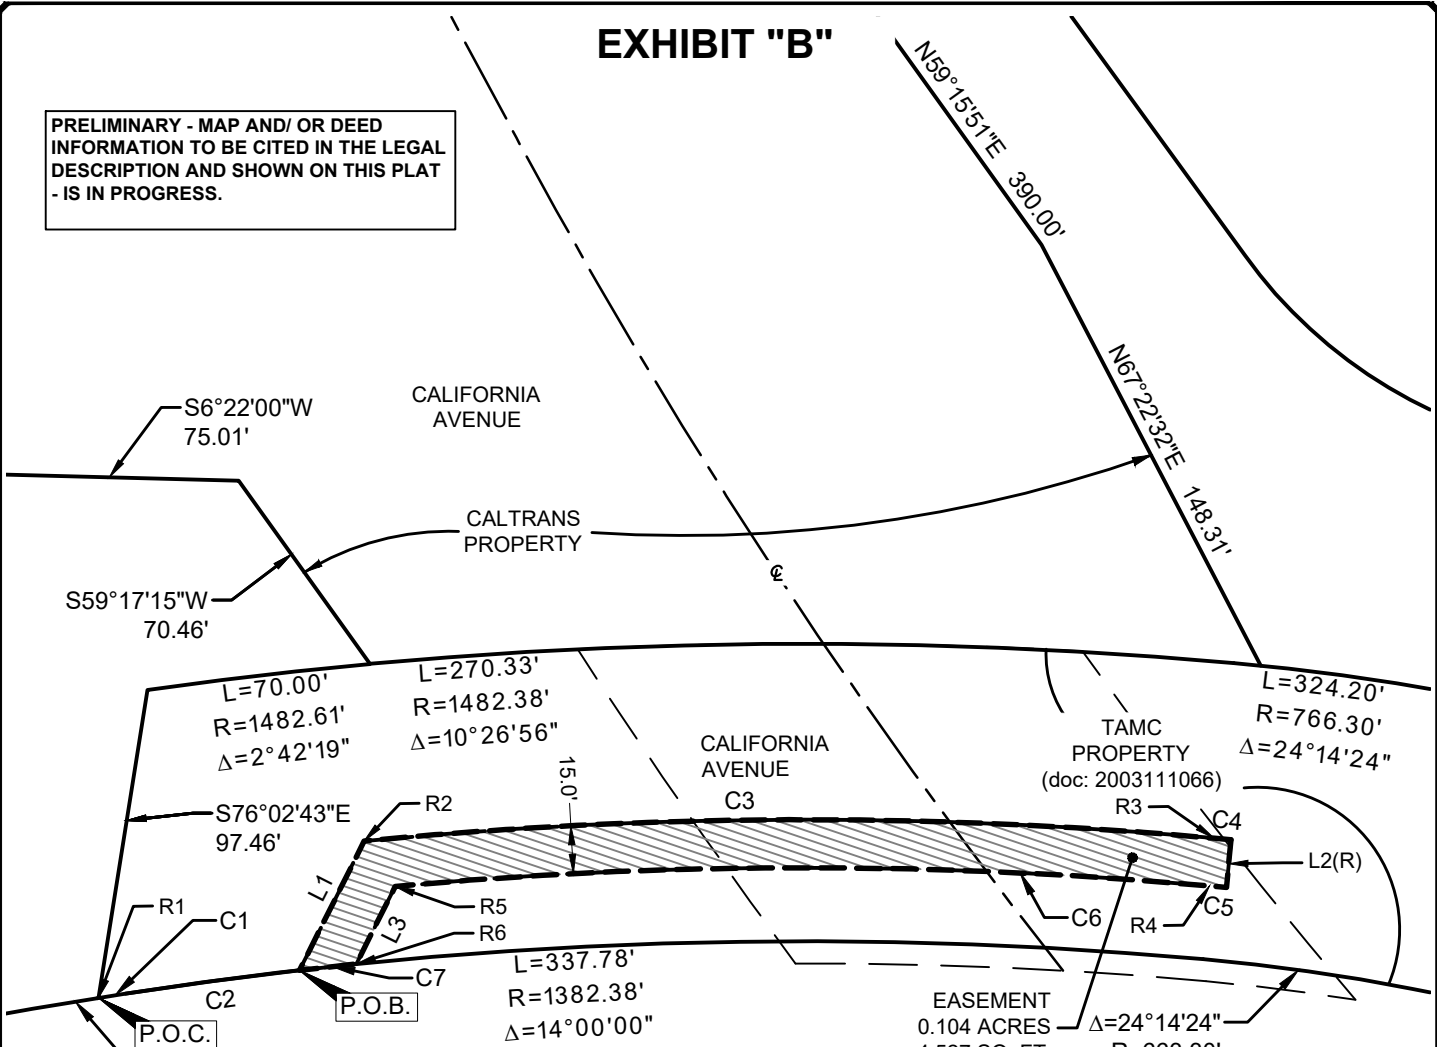 EXHIBIT "B"
PRELIMINARY - MAP AND/ OR DEED
INFORMATION TO BE CITED IN THE LEGAL
DESCRIPTION AND SHOWN ON THIS PLAT
- IS IN PROGRESS.
N59°15'51"E 390.00'
N67°22'32"E 148.31'
S6°22'00"W
75.01'
CALIFORNIA
AVENUE
CALTRANS
PROPERTY
℄
S59°17'15"W
70.46'
L=70.00'
R=1482.61'
Δ=2°42'19"
L=270.33'
R=1482.38'
Δ=10°26'56"
L=324.20'
R=766.30'
Δ=24°14'24"
CALIFORNIA
AVENUE
TAMC
PROPERTY
(doc: 2003111066)
15.0'
C3
R2
R3
C4
S76°02'43"E
97.46'
L2(R)
L1
R1
C1
R5
L3
R6
C6
R4
C5
C7
C2
P.O.B.
P.O.C.
L=337.78'
R=1382.38'
Δ=14°00'00"
EASEMENT
0.104 ACRES
Δ=24°14'24"